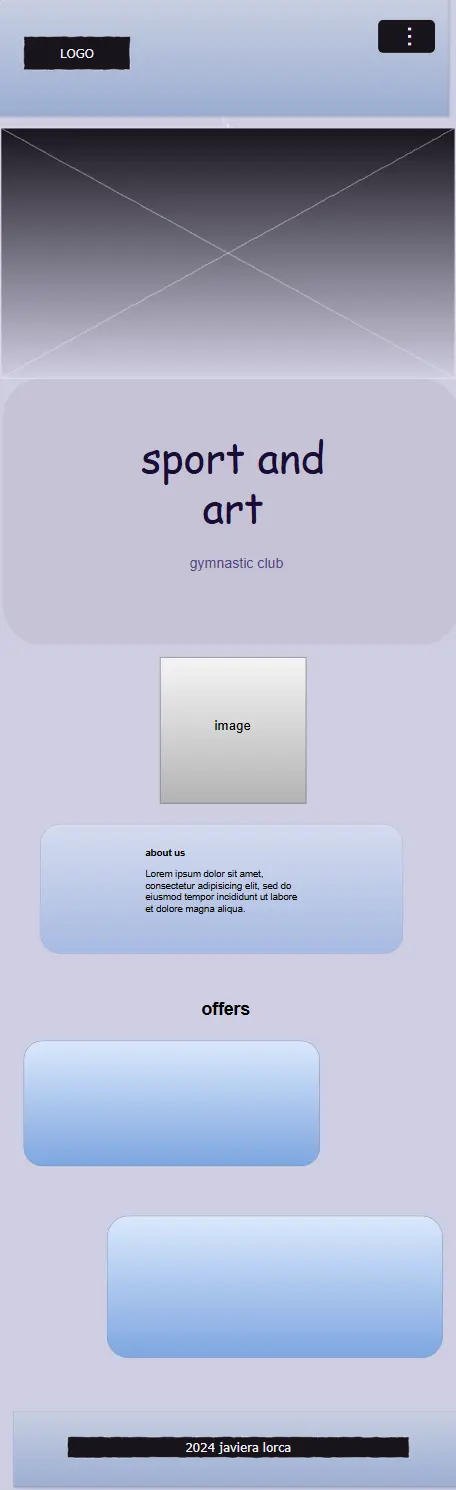 LOGO
sport and
art
gymnastic club
image
about us
Lorem ipsum dolor sit amet,
consectetur adipisicing elit, sed do
eiusmod tempor incididunt ut labore
et dolore magna aliqua.
offers
2024 javiera lorca